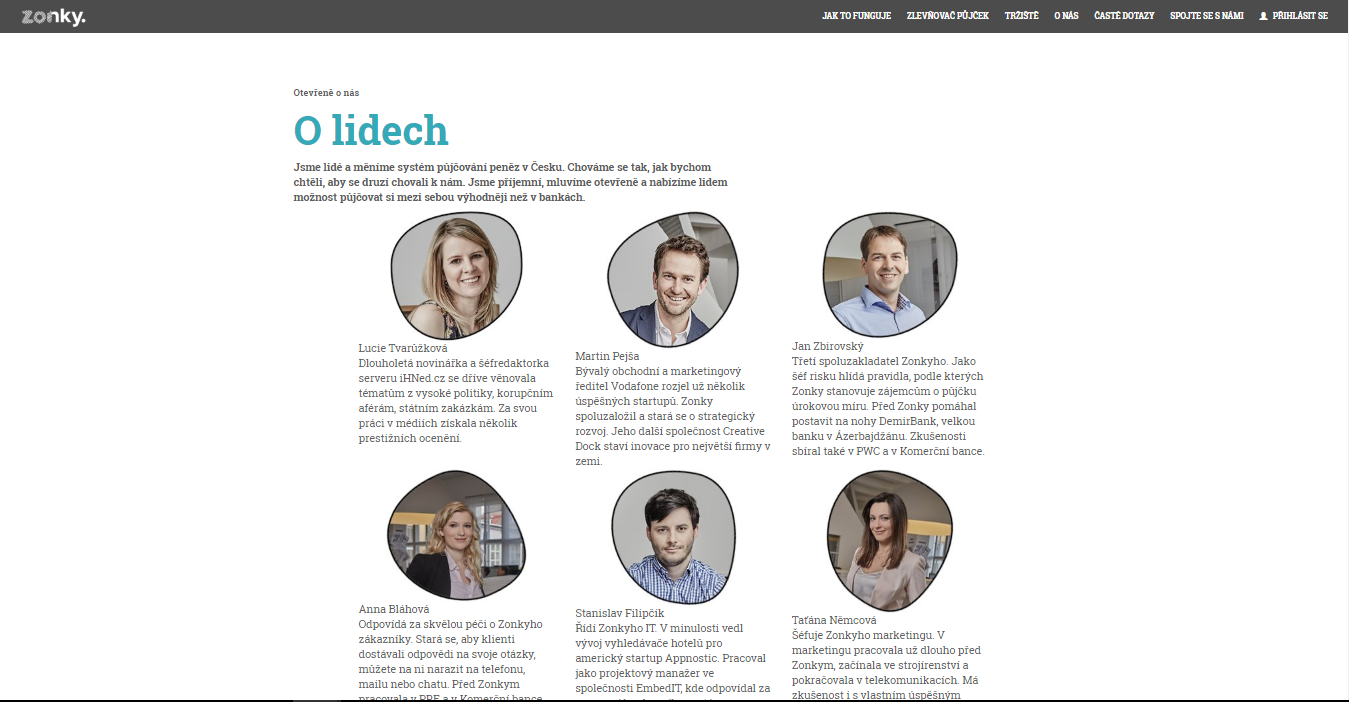 zonky.
JAK TO FUNGUJE ZLEVŇOVAČ PŮJČEK TRŽIŠTĚ O NÁS ČASTÉ DOTAZY SPOJTE SE S NÁMI PŘIHLÁSIT SE
Otevřeně o nás
O lidech
Jsme lidé a měníme systém půjčování peněz v Česku. Chováme se tak, jak bychom
chtěli, aby se druzí chovali k nám. Jsme příjemní, mluvíme otevřeně a nabízíme lidem
možnost půjčovat si mezi sebou výhodněji než v bankách.
Lucie Tvarůžková
Dlouholetá novinářka a šéfredaktorka
serveru iHNed.cz se dříve věnovala
tématům z vysoké politiky, korupčním
aférám, státním zakázkám. Za svou
práci v médiích získala několik
prestižních ocenění.
Martin Pejša
Bývalý obchodní a marketingový
ředitel Vodafone rozjel už několik
úspěšných startupů. Zonky
spoluzaložil a stará se o strategický
rozvoj. Jeho další společnost Creative
Dock staví inovace pro největší firmy v
zemi.
Jan Zbirovský
Třetí spoluzakladatel Zonkyho. Jako
šéf risku hlídá pravidla, podle kterých
Zonky stanovuje zájemcům o půjčku
úrokovou míru. Před Zonky pomáhal
postavit na nohy DemirBank, velkou
banku v Ázerbajdžánu. Zkušenosti
sbíral také v PWC a v Komerční bance.
Anna Bláhová
Odpovídá za skvělou péči o Zonkyho
zákazníky. Stará se, aby klienti
dostávali odpovědi na svoje otázky,
můžete na ni narazit na telefonu,
mailu nebo chatu. Před Zonkym
pracovala v PPF a v Komerční bance
Stanislav Filipčík
Řídí Zonkyho IT. V minulosti vedl
vývoj vyhledávače hotelů pro
americký startup Appnostic. Pracoval
jako projektový manažer ve
společnosti EmbedIT, kde odpovídal za
Taťána Němcová
Šéfuje Zonkyho marketingu. V
marketingu pracovala už dlouho před
Zonkym, začínala ve strojírenství a
pokračovala v telekomunikacích. Má
zkušenost i s vlastním úspěšným